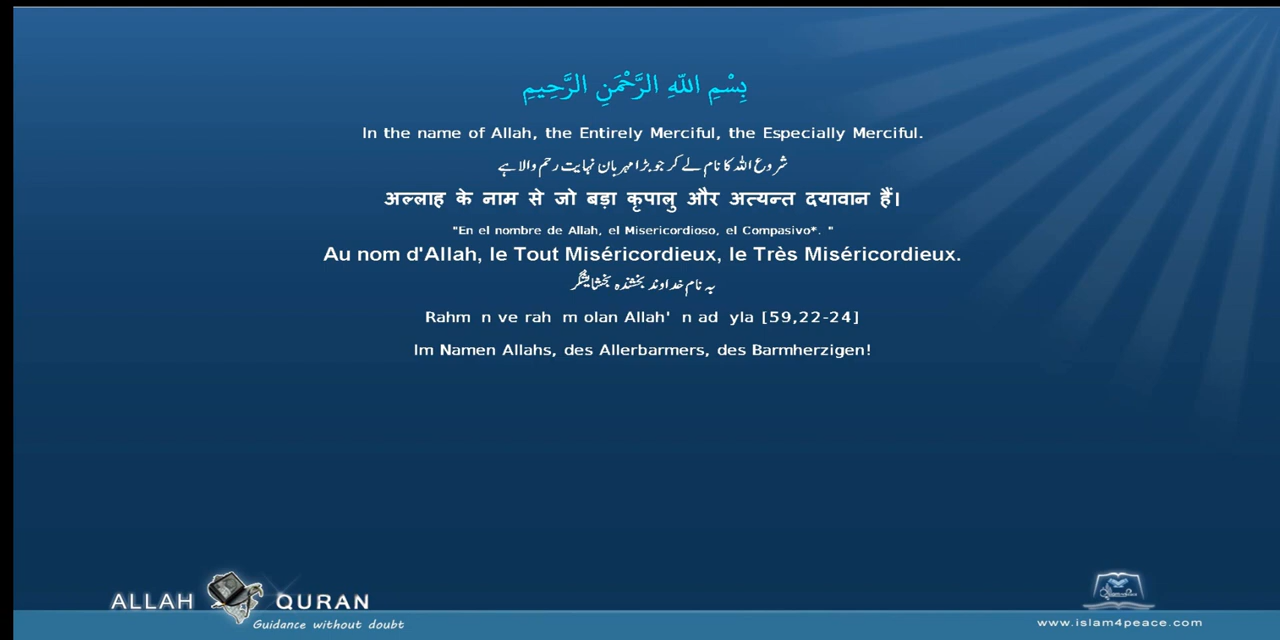 بِسْمِ اللّٰهِ الرَّحْمَنِ الرَّحِيمِ
In the name of Allah, the Entirely Merciful, the Especially Merciful.
شروع اللہ کا نام لے کر جو بڑا مہربان نہایت رحم والا ہے
अल्लाह के नाम से जो बड़ा कृपालु और अत्यन्त दयावान हैं।
"En el nombre de Allah, el Misericordioso, el Compasivo*. "
Au nom d'Allah, le Tout Miséricordieux, le Très Miséricordieux.
به نام خداوند بخشنده بخشایشگر
Rahm n ve rah m olan Allah' n ad yla [59,22-24]
Im Namen Allahs, des Allerbarmers, des Barmherzigen!
ALLAH QURAN
Guidance without doubt
www.islam4peace.com